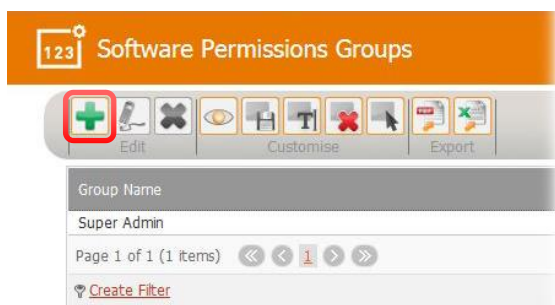 123 Software Permissions Groups
T
Edit Customise PDF Export
Group Name
Super Admin
Page 1 of 1 (1 items) 1
Create Filter